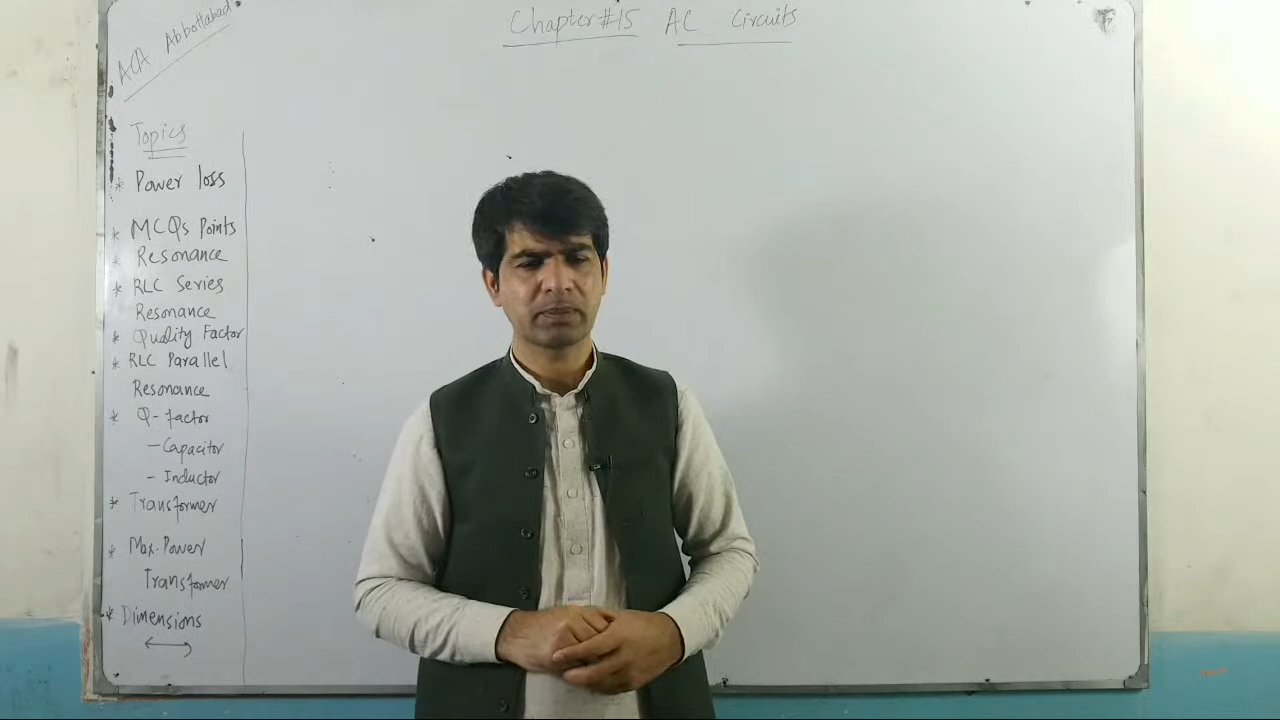 ACA Abbottabad
Chapter#15 AC Circuits
Topics
* Power loss
* MCQs Points
* Resonance
* RLC Series
Resonance
* Quality Factor
* RLC Parallel
Resonance
* Q-factor
- Capacitor
- Inductor
* Transformer
* Max. Power
Transformer
* Dimensions